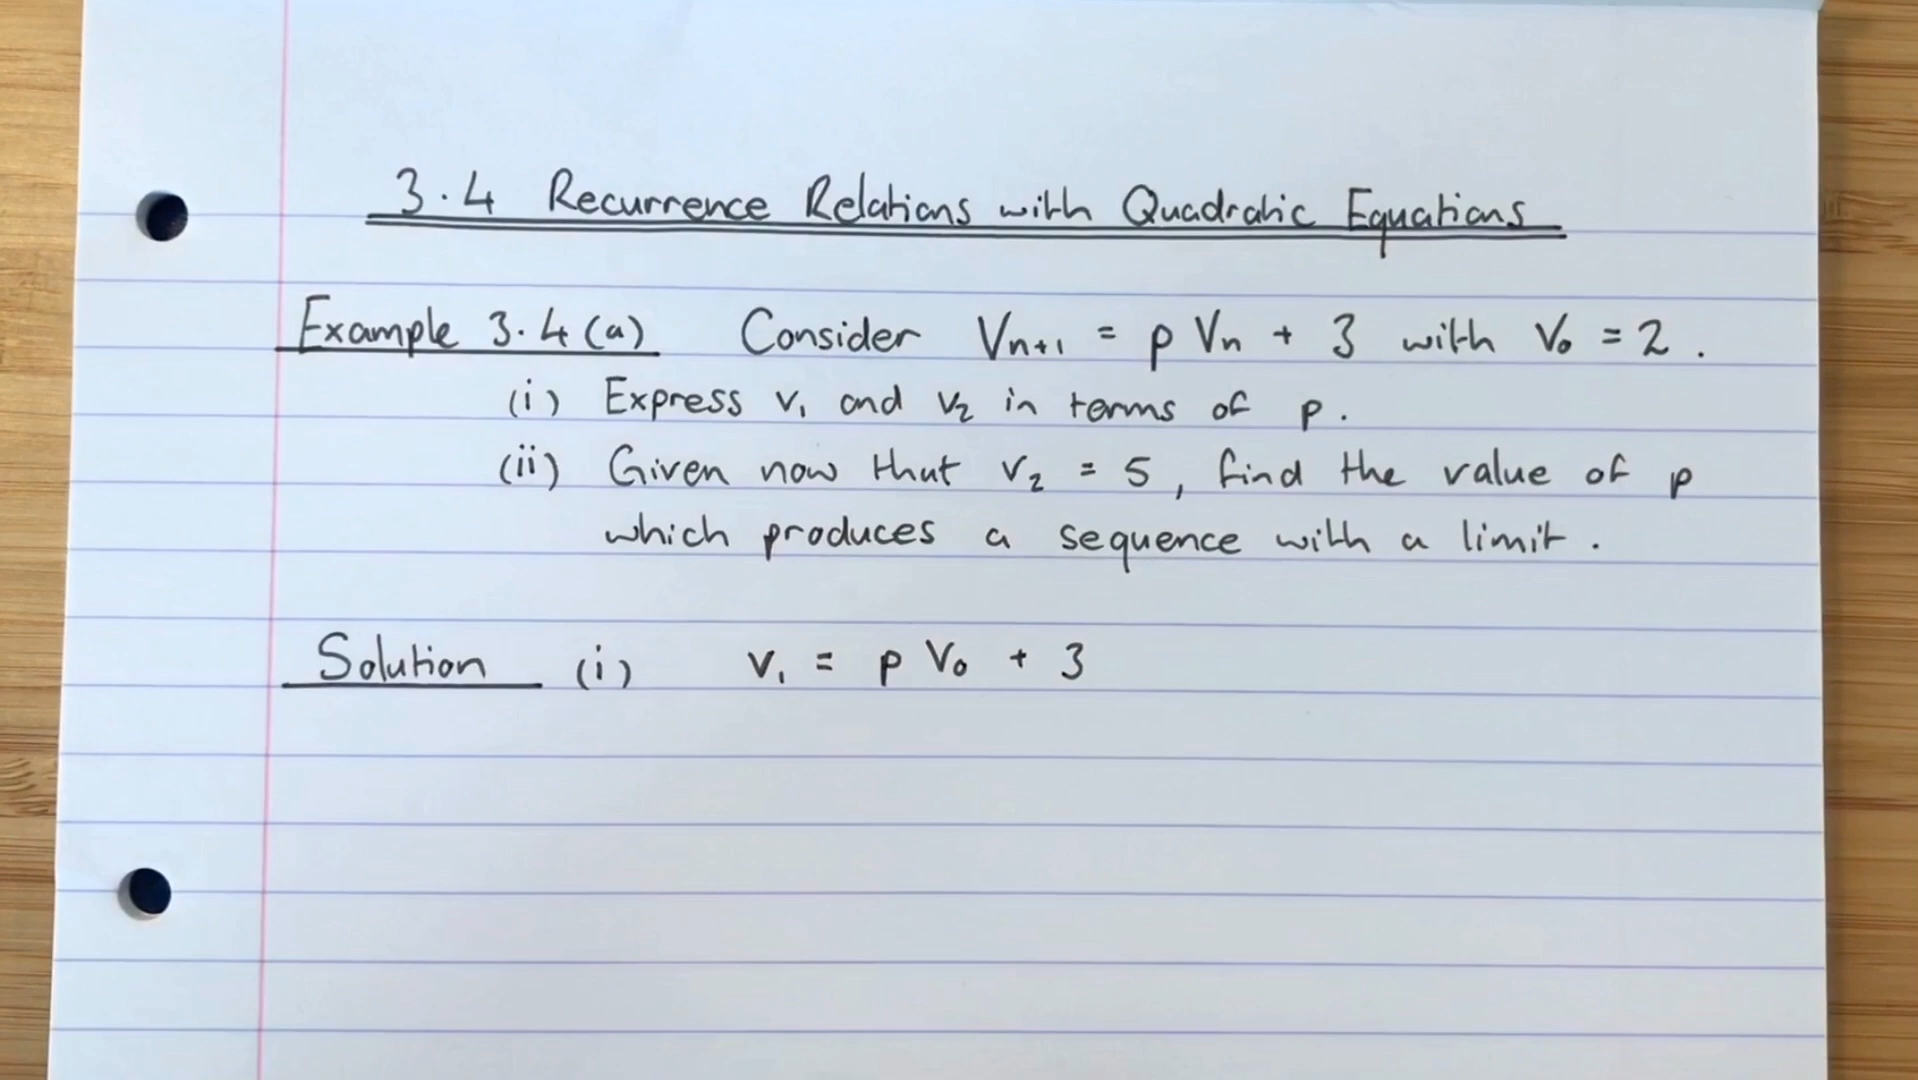 3.4 Recurrence Relations with Quadratic Equations
Example 3.4 (a) Consider Vn+1 = p Vn + 3 with V₀ = 2.
(i) Express v₁ and v₂ in terms of p.
(ii) Given now that v₂ = 5, find the value of p
which produces a sequence with a limit.
Solution (i) v₁ = p V₀ + 3